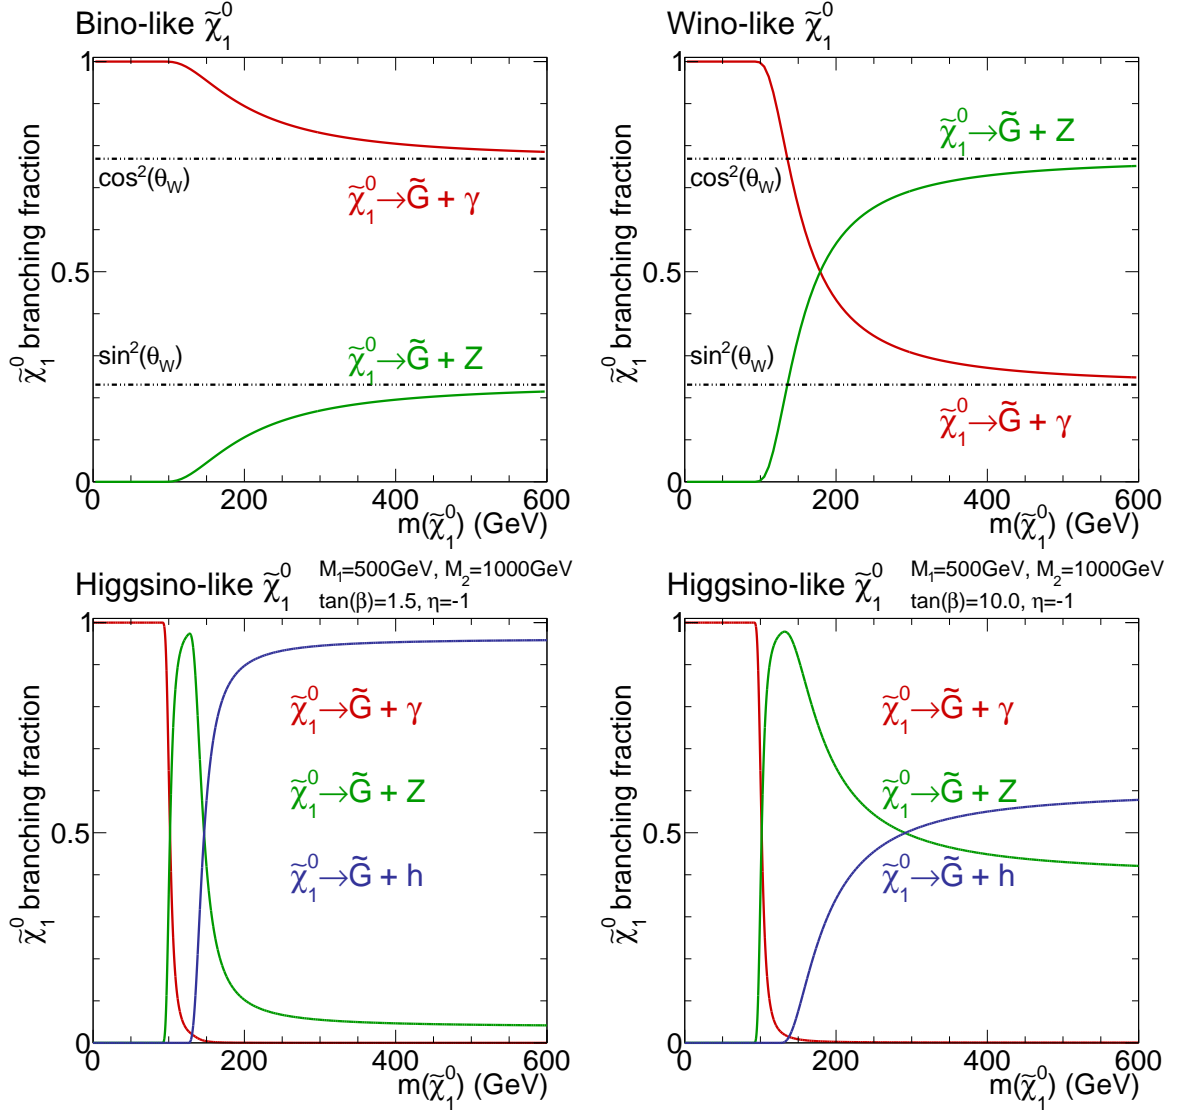 Bino-like χ̃₁⁰
χ̃₁⁰ branching fraction
1
0.5
0
cos²(θ_W)
χ̃₁⁰→G̃ + γ
sin²(θ_W)
χ̃₁⁰→G̃ + Z
0 200 400 600
m(χ̃₁⁰) (GeV)
Wino-like χ̃₁⁰
χ̃₁⁰ branching fraction
1
0.5
0
χ̃₁⁰→G̃ + Z
cos²(θ_W)
sin²(θ_W)
χ̃₁⁰→G̃ + γ
0 200 400 600
m(χ̃₁⁰) (GeV)
Higgsino-like χ̃₁⁰
M₁=500GeV, M₂=1000GeV
tan(β)=1.5, η=-1
χ̃₁⁰ branching fraction
1
0.5
0
χ̃₁⁰→G̃ + γ
χ̃₁⁰→G̃ + Z
χ̃₁⁰→G̃ + h
0 200 400 600
m(χ̃₁⁰) (GeV)
Higgsino-like χ̃₁⁰
M₁=500GeV, M₂=1000GeV
tan(β)=10.0, η=-1
χ̃₁⁰ branching fraction
1
0.5
0
χ̃₁⁰→G̃ + γ
χ̃₁⁰→G̃ + Z
χ̃₁⁰→G̃ + h
0 200 400 600
m(χ̃₁⁰) (GeV)